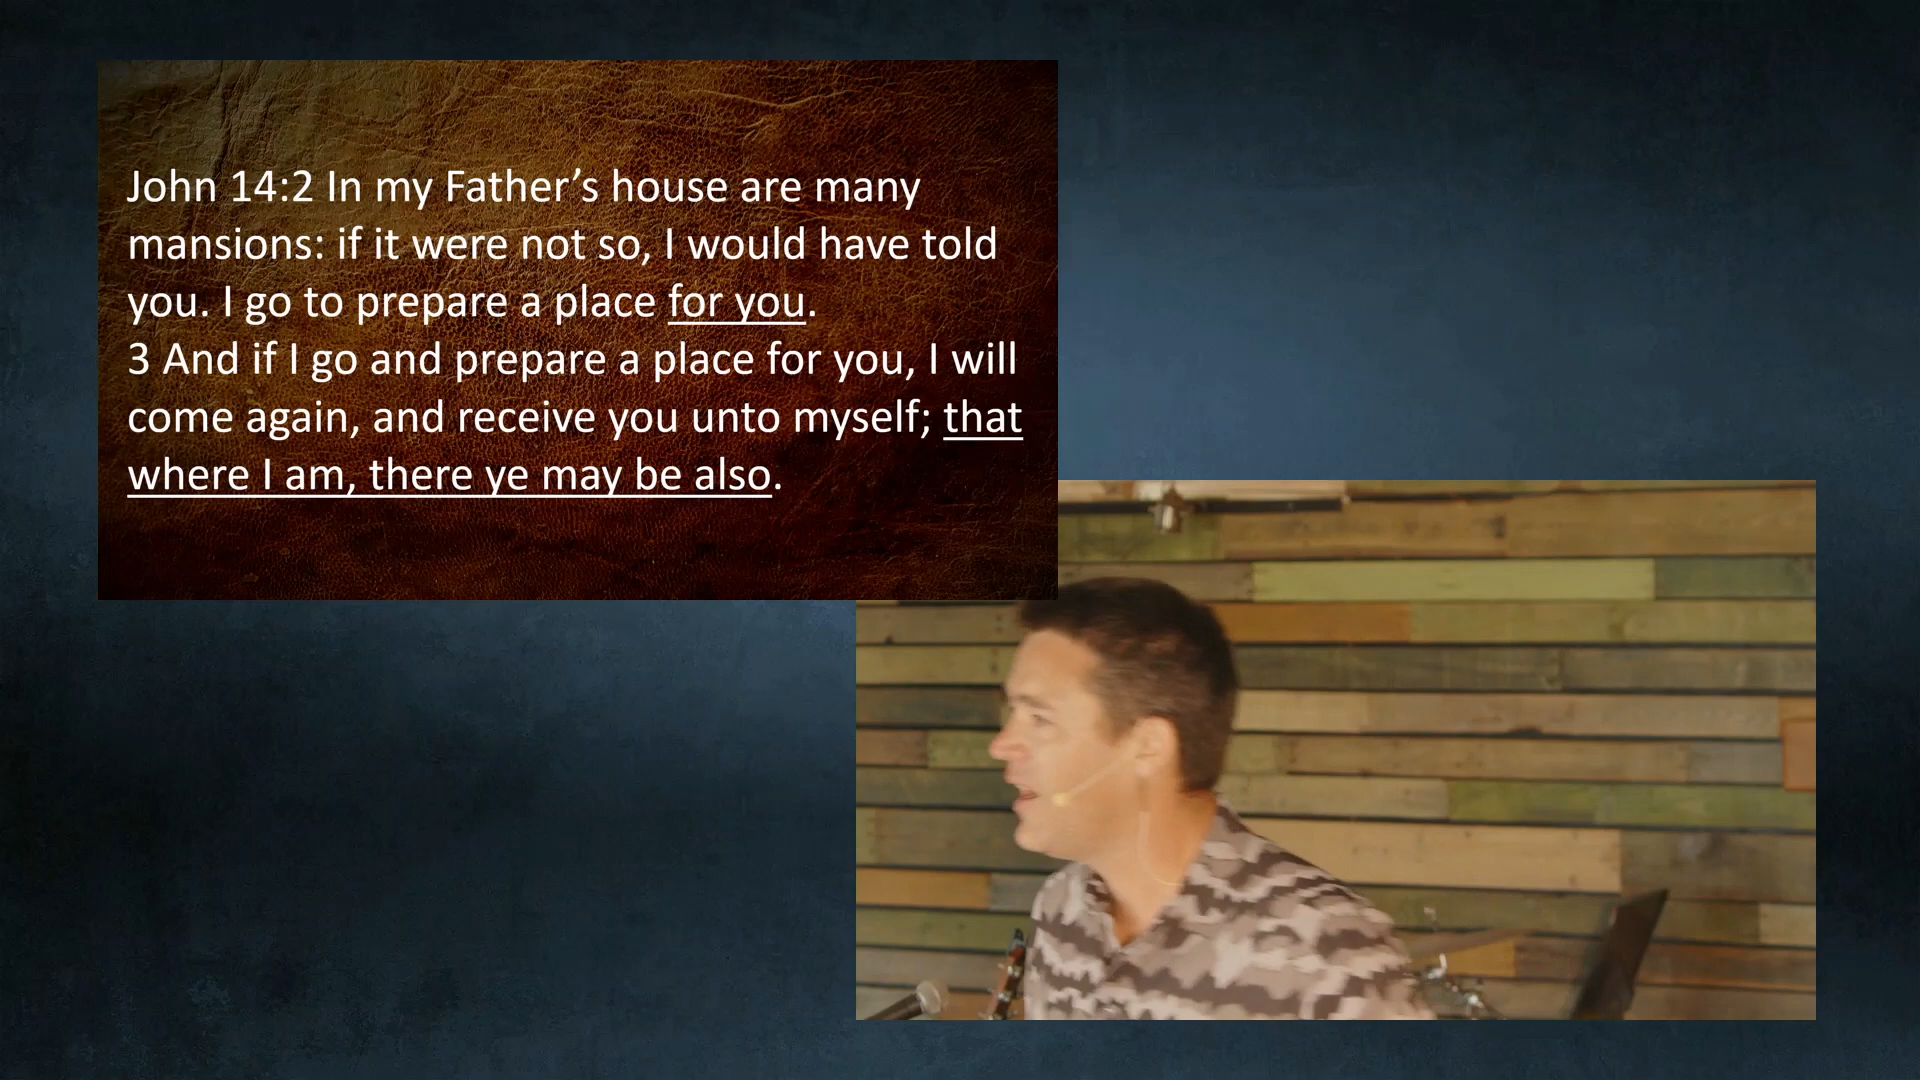 John 14:2 In my Father’s house are many
mansions: if it were not so, I would have told
you. I go to prepare a place for you.
3 And if I go and prepare a place for you, I will
come again, and receive you unto myself; that
where I am, there ye may be also.